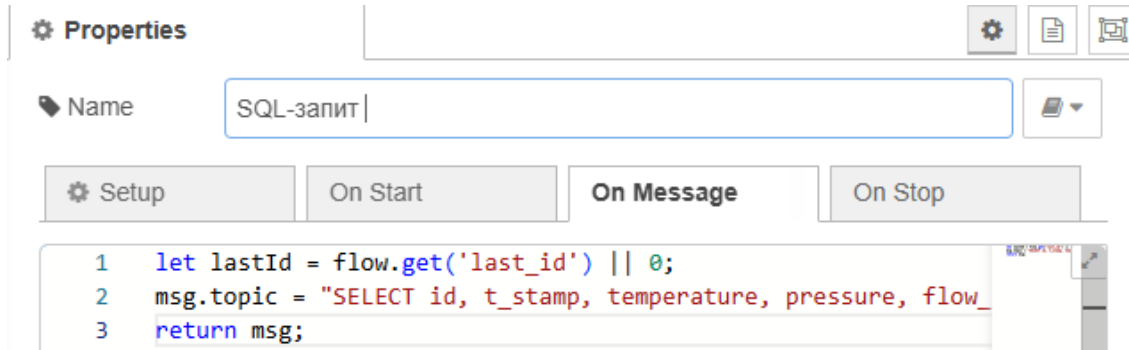 Properties
Name
SQL-запит
Setup On Start On Message On Stop
1 let lastId = flow.get('last_id') || 0;
2 msg.topic = "SELECT id, t_stamp, temperature, pressure, flow_
3 return msg;